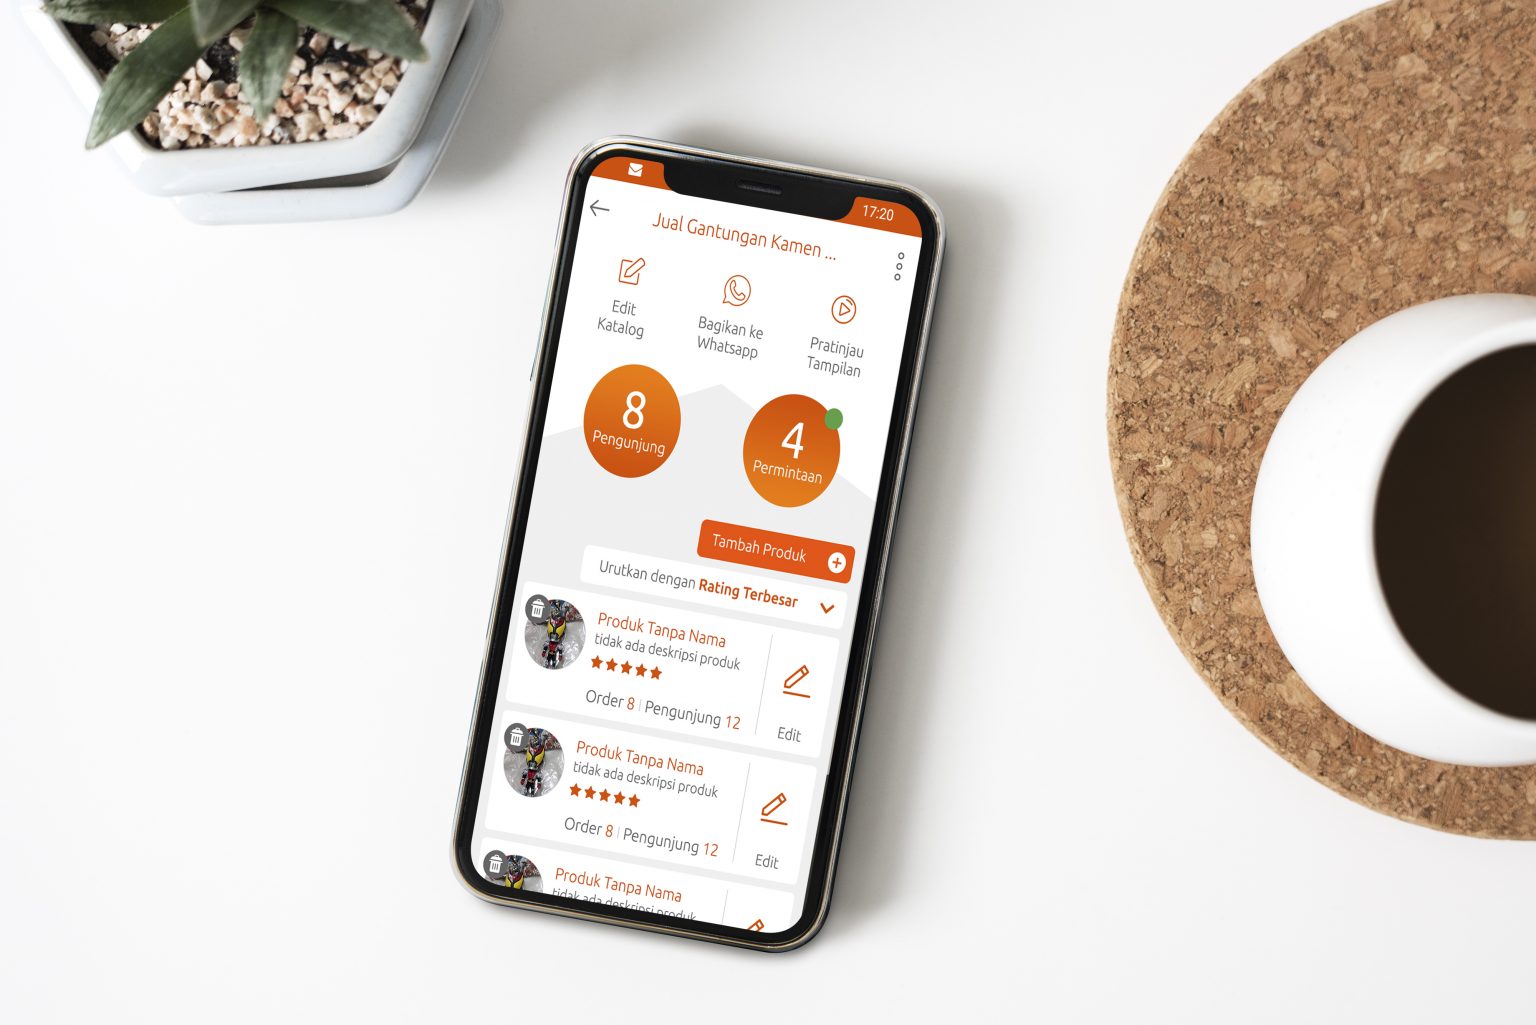 17:20
Jual Gantungan Kamen ...
Edit
Katalog
Bagikan ke
Whatsapp
Pratinjau
Tampilan
8
Pengunjung
4
Permintaan
Tambah Produk
Urutkan dengan Rating Terbesar
Produk Tanpa Nama
tidak ada deskripsi produk
Order 8 | Pengunjung 12
Edit
Produk Tanpa Nama
tidak ada deskripsi produk
Order 8 | Pengunjung 12
Edit
Produk Tanpa Nama
tidak ada deskripsi produk